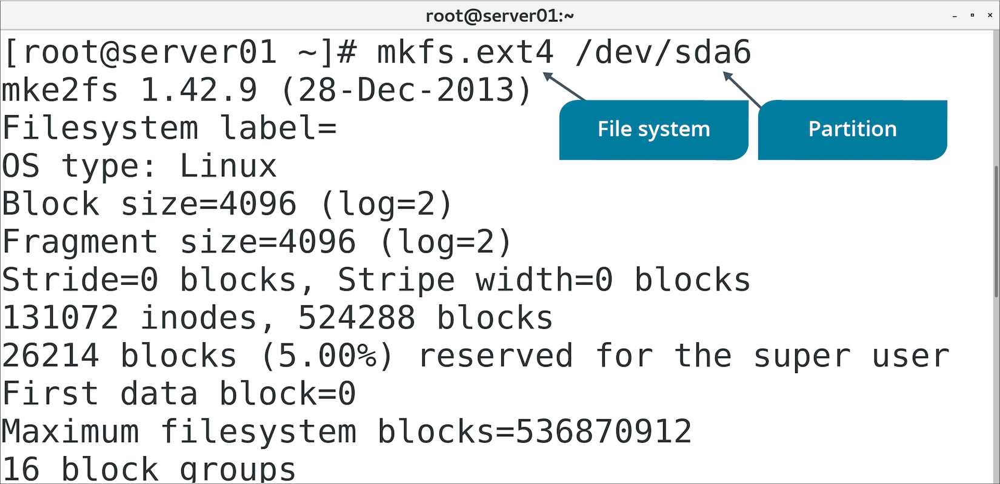 root@server01:~
[root@server01 ~]# mkfs.ext4 /dev/sda6
mke2fs 1.42.9 (28-Dec-2013)
File system
Partition
Filesystem label=
OS type: Linux
Block size=4096 (log=2)
Fragment size=4096 (log=2)
Stride=0 blocks, Stripe width=0 blocks
131072 inodes, 524288 blocks
26214 blocks (5.00%) reserved for the super user
First data block=0
Maximum filesystem blocks=536870912
16 block groups